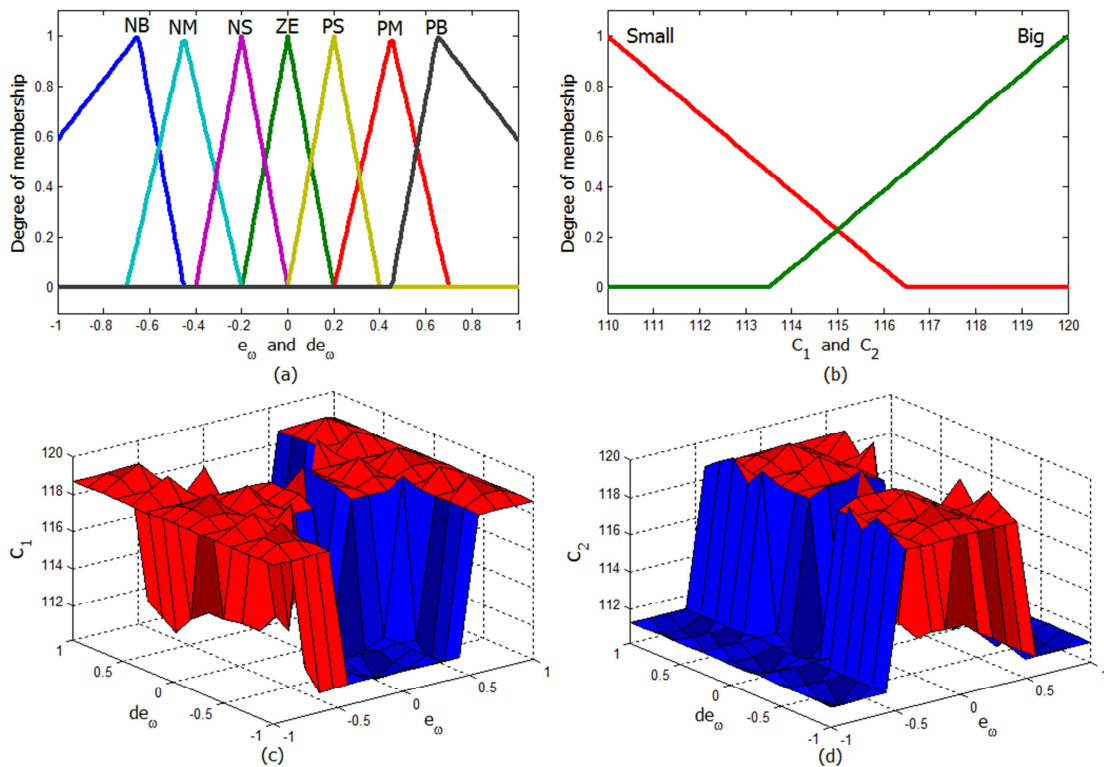 NB NM NS ZE PS PM PB
1
0.8
0.6
0.4
0.2
0
Degree of membership
-1 -0.8 -0.6 -0.4 -0.2 0 0.2 0.4 0.6 0.8 1
eω and deω
(a)
Small Big
1
0.8
0.6
0.4
0.2
0
Degree of membership
110 111 112 113 114 115 116 117 118 119 120
C1 and C2
(b)
120
118
116
114
112
C1
1 0.5 0 -0.5 -1
deω
-1 -0.5 0 0.5 1
eω
(c)
120
118
116
114
112
C2
1 0.5 0 -0.5 -1
deω
-1 -0.5 0 0.5 1
eω
(d)